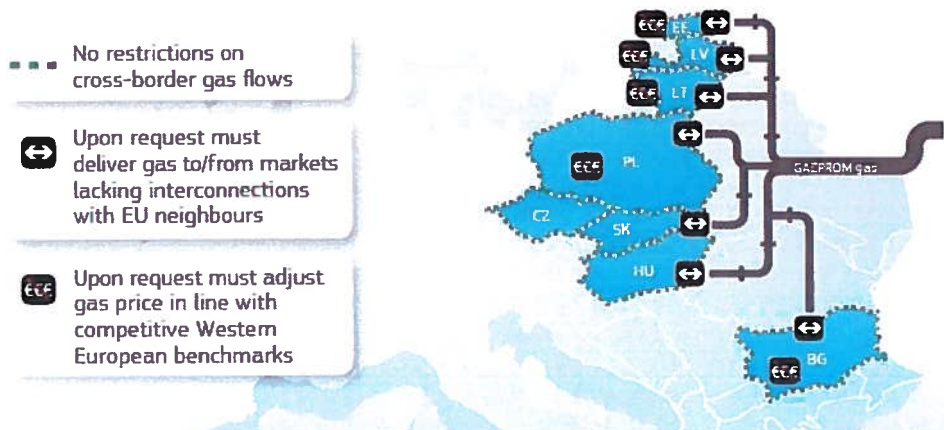 No restrictions on
cross-border gas flows
Upon request must
deliver gas to/from markets
lacking interconnections
with EU neighbours
€€€
Upon request must adjust
gas price in line with
competitive Western
European benchmarks
€€€
EE
€€€
LV
€€€
LT
€€€
PL
GAZPROM gas
CZ
SK
HU
€€€
BG